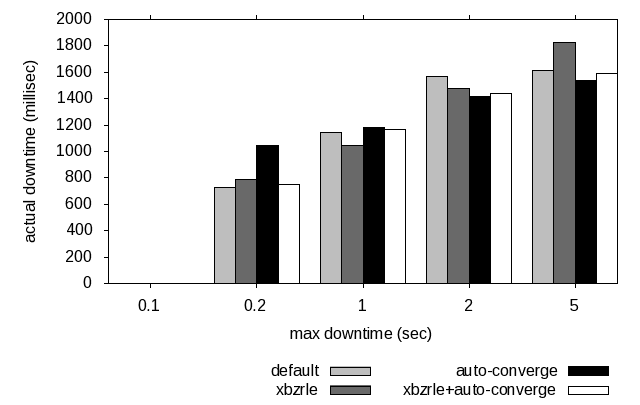 2000
1800
1600
1400
1200
1000
800
600
400
200
0
actual downtime (millisec)
0.1 0.2 1 2 5
max downtime (sec)
default auto-converge
xbzrle xbzrle+auto-converge